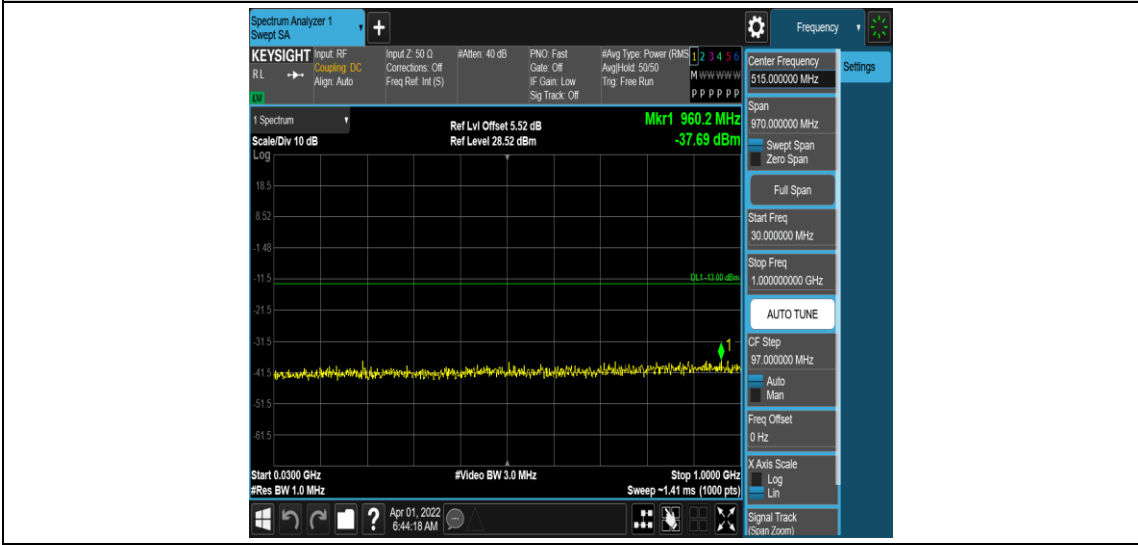 Spectrum Analyzer 1
Swept SA
+
Frequency
KEYSIGHT
RL
Input: RF
Coupling: DC
Align: Auto
Input Z: 50 Ω
Corrections: Off
Freq Ref: Int (S)
#Atten: 40 dB
PNO: Fast
Gate: Off
IF Gain: Low
Sig Track: Off
#Avg Type: Power (RMS
Avg|Hold: 50/50
Trig: Free Run
1 2 3 4 5 6
M W W W W W
P P P P P P
1 Spectrum
Scale/Div 10 dB
Log
Ref Lvl Offset 5.52 dB
Ref Level 28.52 dBm
Mkr1 960.2 MHz
-37.69 dBm
18.5
8.52
-1.48
-11.5
DL1 -13.00 dBm
-21.5
-31.5
1
-41.5
-51.5
-61.5
Start 0.0300 GHz
#Res BW 1.0 MHz
#Video BW 3.0 MHz
Stop 1.0000 GHz
Sweep ~1.41 ms (1000 pts)
?
Apr 01, 2022
6:44:18 AM
Center Frequency
515.000000 MHz
Settings
Span
970.000000 MHz
Swept Span
Zero Span
Full Span
Start Freq
30.000000 MHz
Stop Freq
1.000000000 GHz
AUTO TUNE
CF Step
97.000000 MHz
Auto
Man
Freq Offset
0 Hz
X Axis Scale
Log
Lin
Signal Track
(Span Zoom)